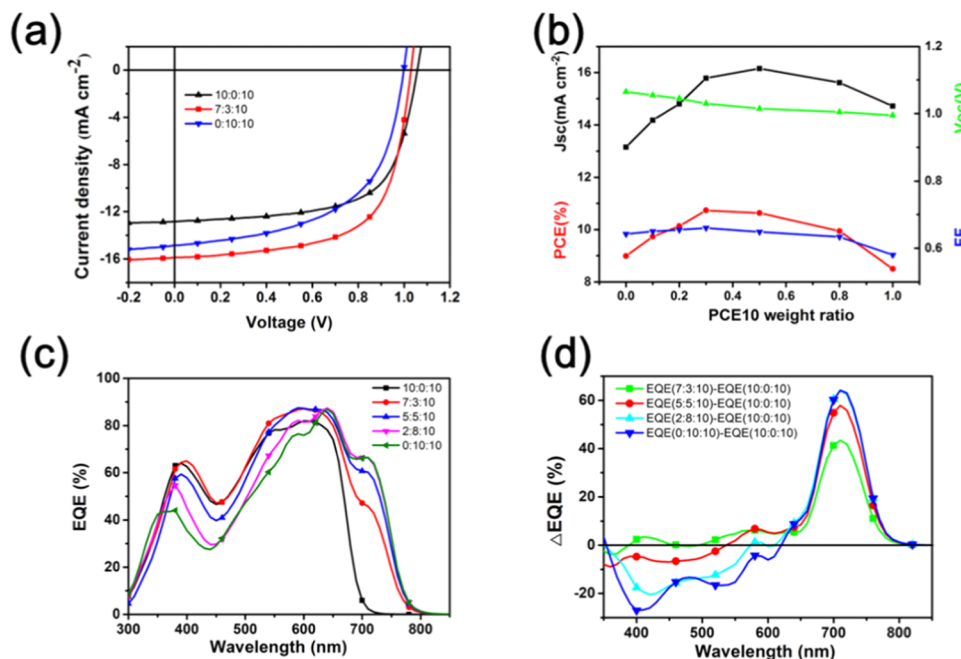 (a)
Current density (mA cm⁻²)
0
-4
-8
-12
-16
10:0:10
7:3:10
0:10:10
-0.2 0.0 0.2 0.4 0.6 0.8 1.0 1.2
Voltage (V)
(b)
PCE(%)
Jsc(mA cm⁻²)
16
14
12
10
8
1.2
1.0
0.8
0.6
Voc(V)
FF
0.0 0.2 0.4 0.6 0.8 1.0
PCE10 weight ratio
(c)
EQE (%)
100
80
60
40
20
0
10:0:10
7:3:10
5:5:10
2:8:10
0:10:10
300 400 500 600 700 800
Wavelength (nm)
(d)
△EQE (%)
60
40
20
0
-20
EQE(7:3:10)-EQE(10:0:10)
EQE(5:5:10)-EQE(10:0:10)
EQE(2:8:10)-EQE(10:0:10)
EQE(0:10:10)-EQE(10:0:10)
400 500 600 700 800
Wavelength (nm)